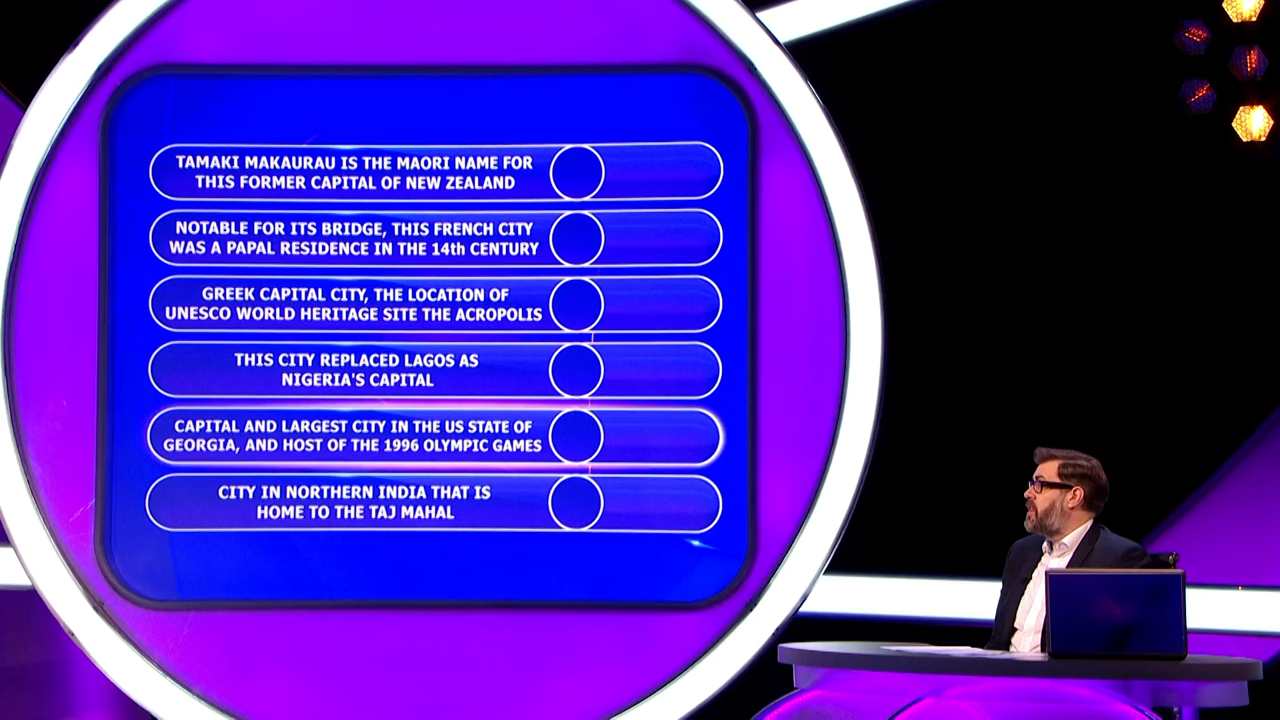 TAMAKI MAKAURAU IS THE MAORI NAME FOR
THIS FORMER CAPITAL OF NEW ZEALAND
NOTABLE FOR ITS BRIDGE, THIS FRENCH CITY
WAS A PAPAL RESIDENCE IN THE 14th CENTURY
GREEK CAPITAL CITY, THE LOCATION OF
UNESCO WORLD HERITAGE SITE THE ACROPOLIS
THIS CITY REPLACED LAGOS AS
NIGERIA'S CAPITAL
CAPITAL AND LARGEST CITY IN THE US STATE OF
GEORGIA, AND HOST OF THE 1996 OLYMPIC GAMES
CITY IN NORTHERN INDIA THAT IS
HOME TO THE TAJ MAHAL